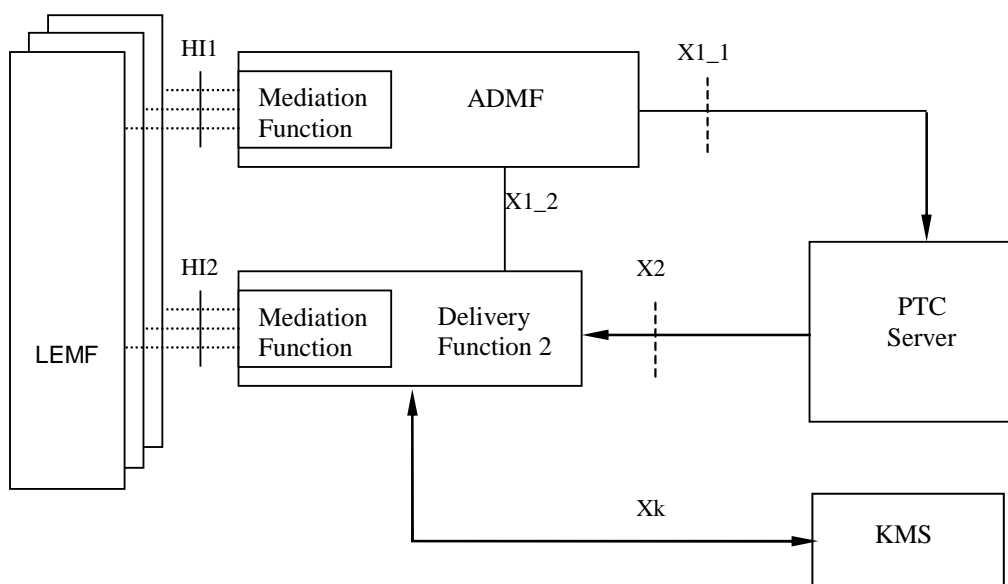 HI1
X1_1
Mediation
Function
ADMF
X1_2
HI2
X2
Mediation
Function
Delivery
Function 2
PTC
Server
LEMF
Xk
KMS